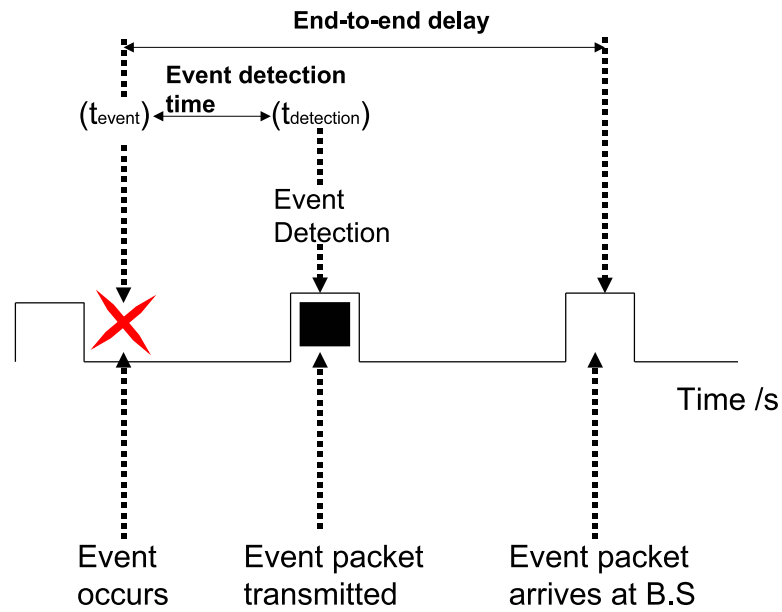 End-to-end delay
Event detection
time
(tevent)
(tdetection)
Event
Detection
Time /s
Event
occurs
Event packet
transmitted
Event packet
arrives at B.S